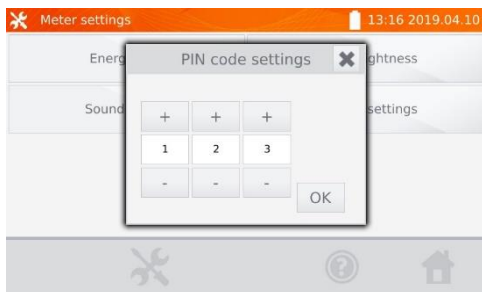 Meter settings 13:16 2019.04.10
Energ ghtness
PIN code settings
Sound settings
+ + +
1 2 3
- - -
OK